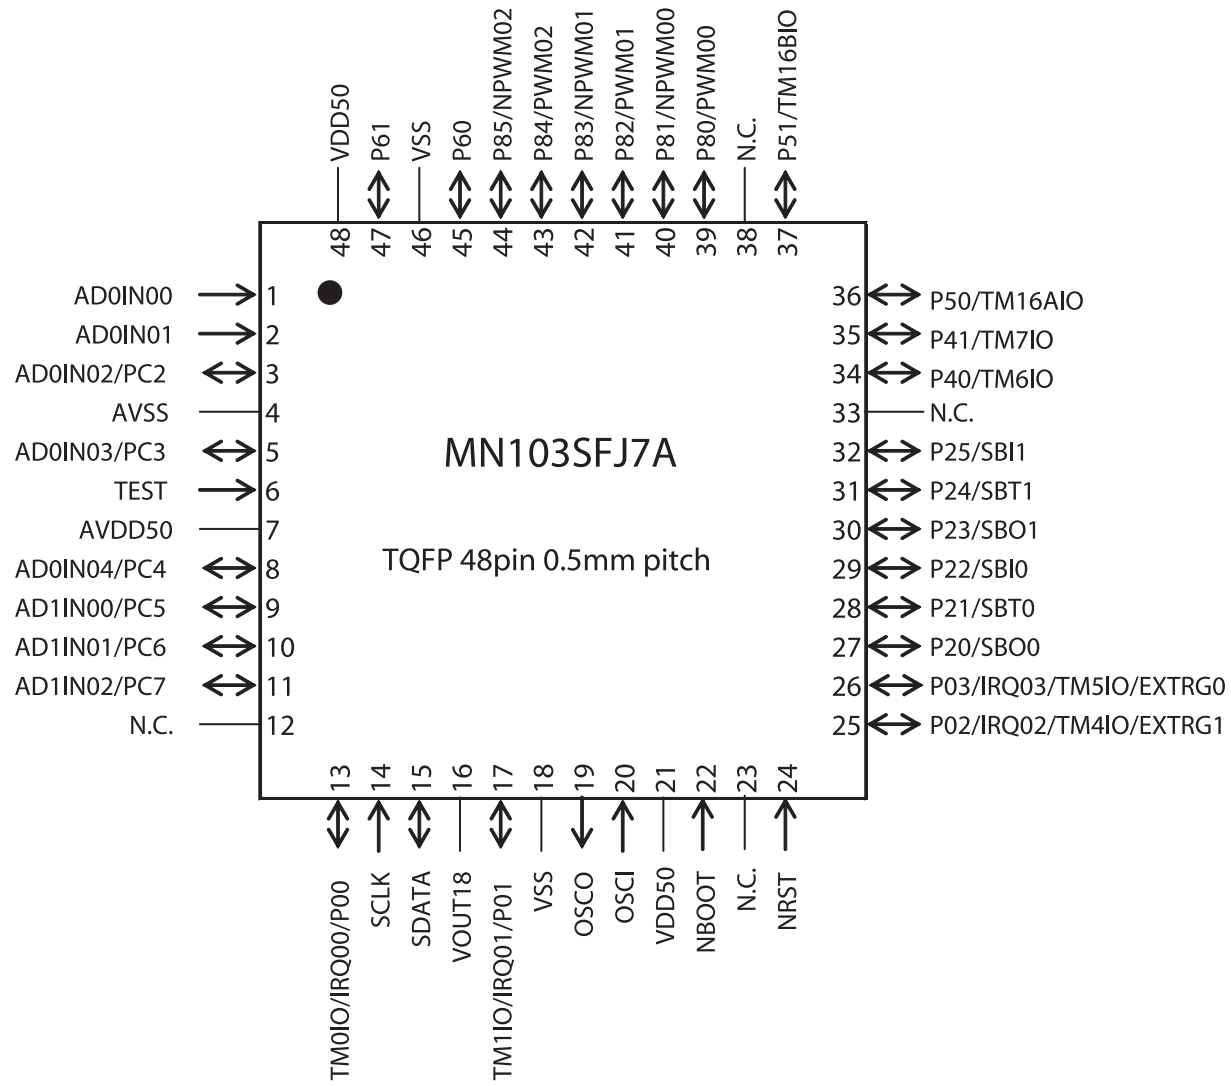 VDD50
P61
VSS
P60
P85/NPWM02
P84/PWM02
P83/NPWM01
P82/PWM01
P81/NPWM00
P80/PWM00
N.C.
P51/TM16BIO
48
47
46
45
44
43
42
41
40
39
38
37
AD0IN00
1
AD0IN01
2
AD0IN02/PC2
3
AVSS
4
AD0IN03/PC3
5
TEST
6
AVDD50
7
AD0IN04/PC4
8
AD1IN00/PC5
9
AD1IN01/PC6
10
AD1IN02/PC7
11
N.C.
12
MN103SFJ7A
TQFP 48pin 0.5mm pitch
36
P50/TM16AIO
35
P41/TM7IO
34
P40/TM6IO
33
N.C.
32
P25/SBI1
31
P24/SBT1
30
P23/SBO1
29
P22/SBI0
28
P21/SBT0
27
P20/SBO0
26
P03/IRQ03/TM5IO/EXTRG0
25
P02/IRQ02/TM4IO/EXTRG1
13
14
15
16
17
18
19
20
21
22
23
24
TM0IO/IRQ00/P00
SCLK
SDATA
VOUT18
TM1IO/IRQ01/P01
VSS
OSCO
OSCI
VDD50
NBOOT
N.C.
NRST